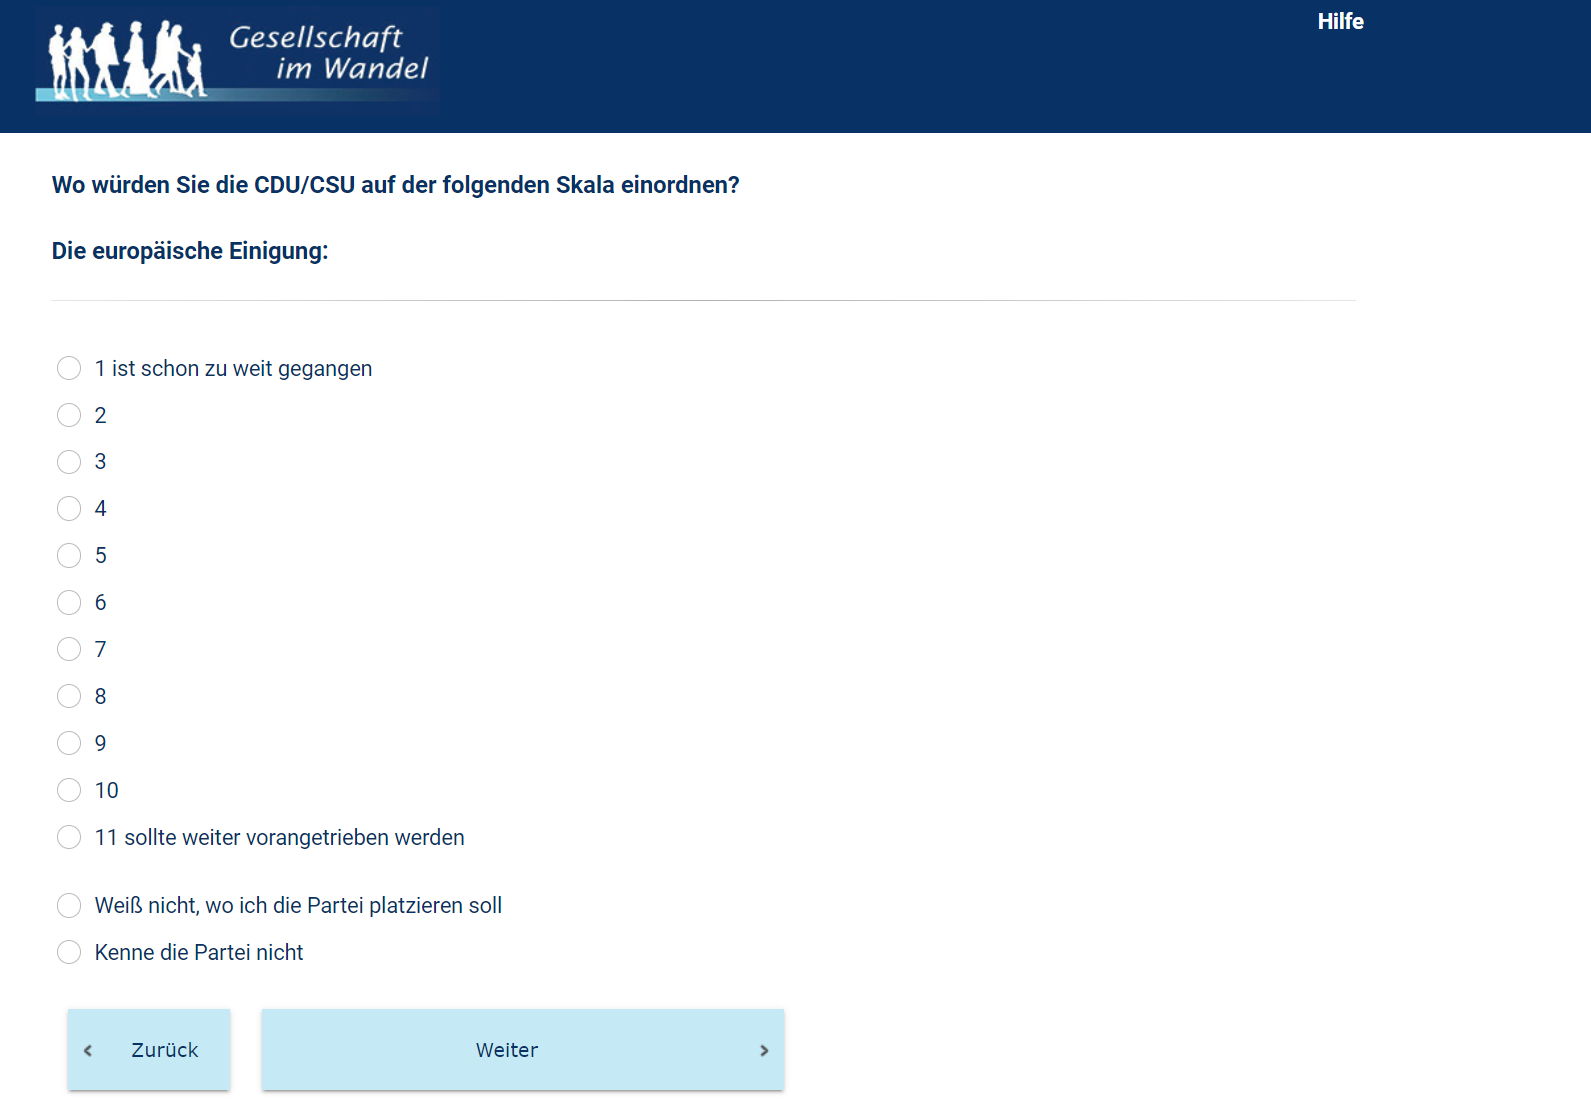 Gesellschaft
im Wandel
Hilfe
Wo würden Sie die CDU/CSU auf der folgenden Skala einordnen?
Die europäische Einigung:
1 ist schon zu weit gegangen
2
3
4
5
6
7
8
9
10
11 sollte weiter vorangetrieben werden
Weiß nicht, wo ich die Partei platzieren soll
Kenne die Partei nicht
Zurück
Weiter